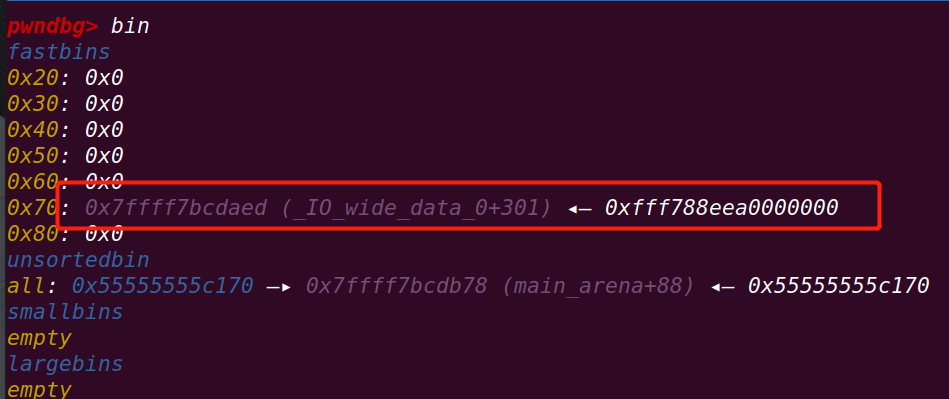 pwndbg> bin
fastbins
0x20: 0x0
0x30: 0x0
0x40: 0x0
0x50: 0x0
0x60: 0x0
0x70: 0x7ffff7bcdaed (_IO_wide_data_0+301) ◂— 0xfff788eea0000000
0x80: 0x0
unsortedbin
all: 0x55555555c170 —▸ 0x7ffff7bcdb78 (main_arena+88) ◂— 0x55555555c170
smallbins
empty
largebins
empty